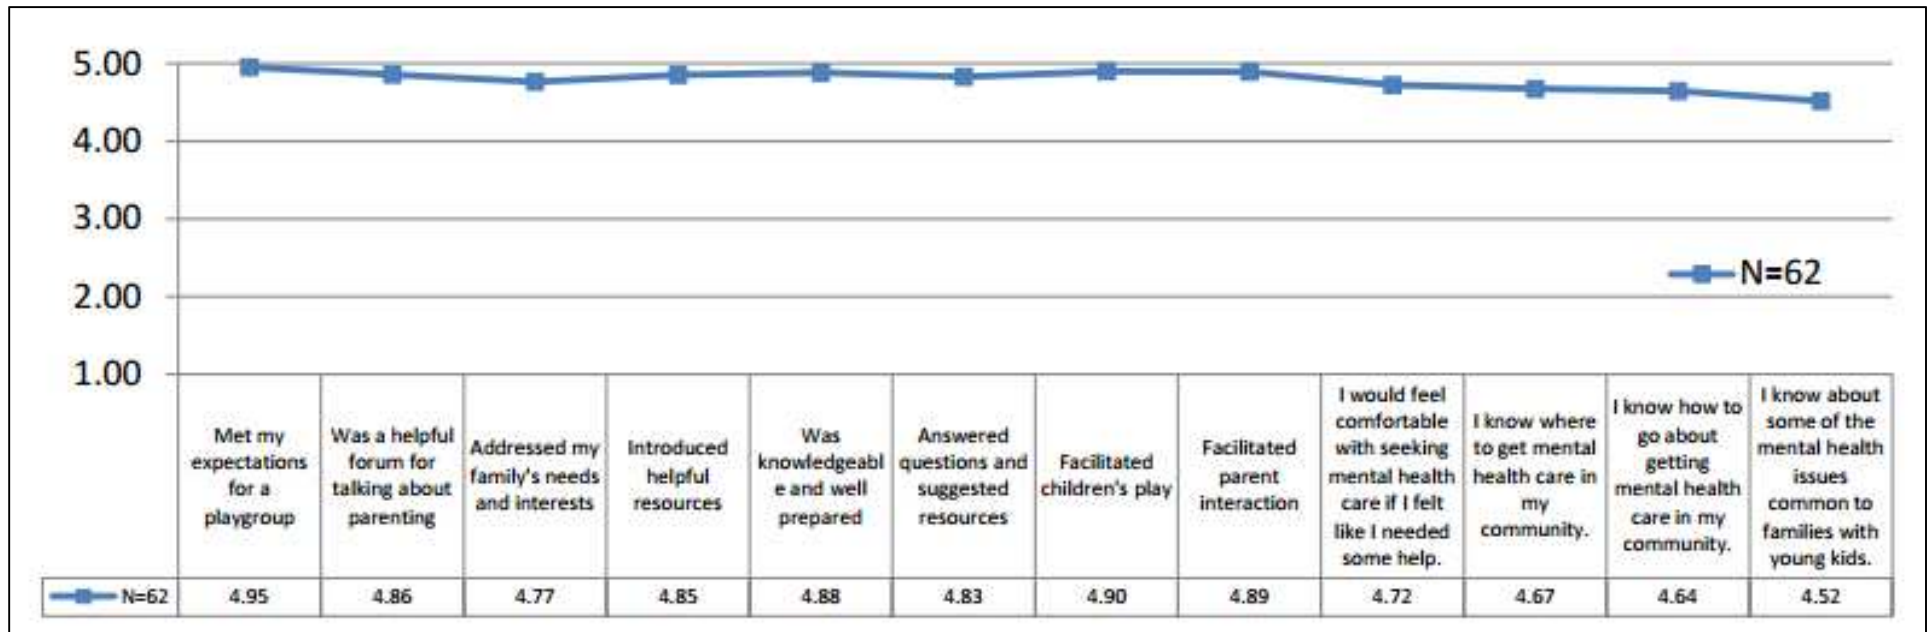 5.00
4.00
3.00
2.00
1.00
N=62
Met my
expectations
for a
playgroup
Was a helpful
forum for
talking about
parenting
Addressed my
family's needs
and interests
Introduced
helpful
resources
Was
knowledgeabl
e and well
prepared
Answered
questions and
suggested
resources
Facilitated
children's play
Facilitated
parent
interaction
I would feel
comfortable
with seeking
mental health
care if I felt
like I needed
some help.
I know where
to get mental
health care in
my
community.
I know how to
go about
getting
mental health
care in my
community.
I know about
some of the
mental health
issues
common to
families with
young kids.
N=62 4.95 4.86 4.77 4.85 4.88 4.83 4.90 4.89 4.72 4.67 4.64 4.52